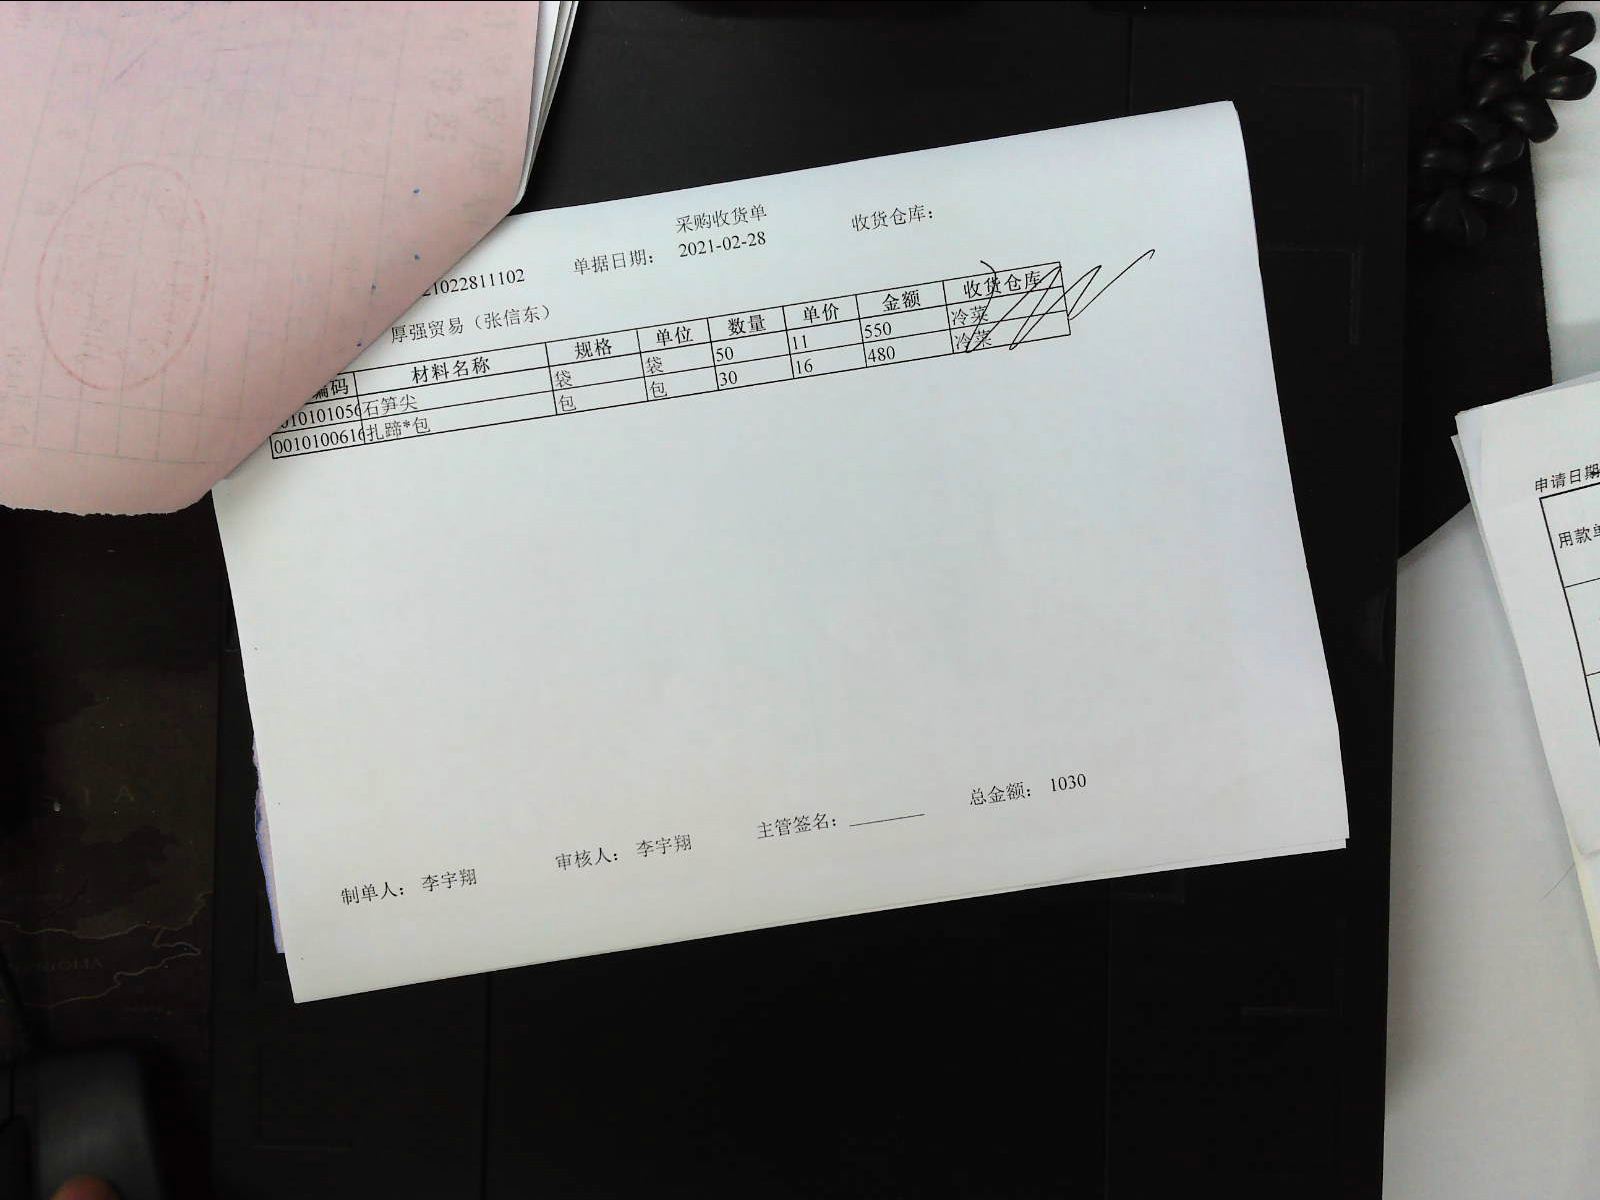 采购收货单
21022811102 单据日期： 2021-02-28 收货仓库：
厚强贸易（张信东）
编码 材料名称 规格 单位 数量 单价 金额 收货仓库
010101056 石笋尖 袋 袋 50 11 550 冷菜
0010100616 扎蹄*包 包 包 30 16 480 冷菜
制单人： 李宇翔 审核人： 李宇翔 主管签名： 总金额： 1030
申请日期
用款单